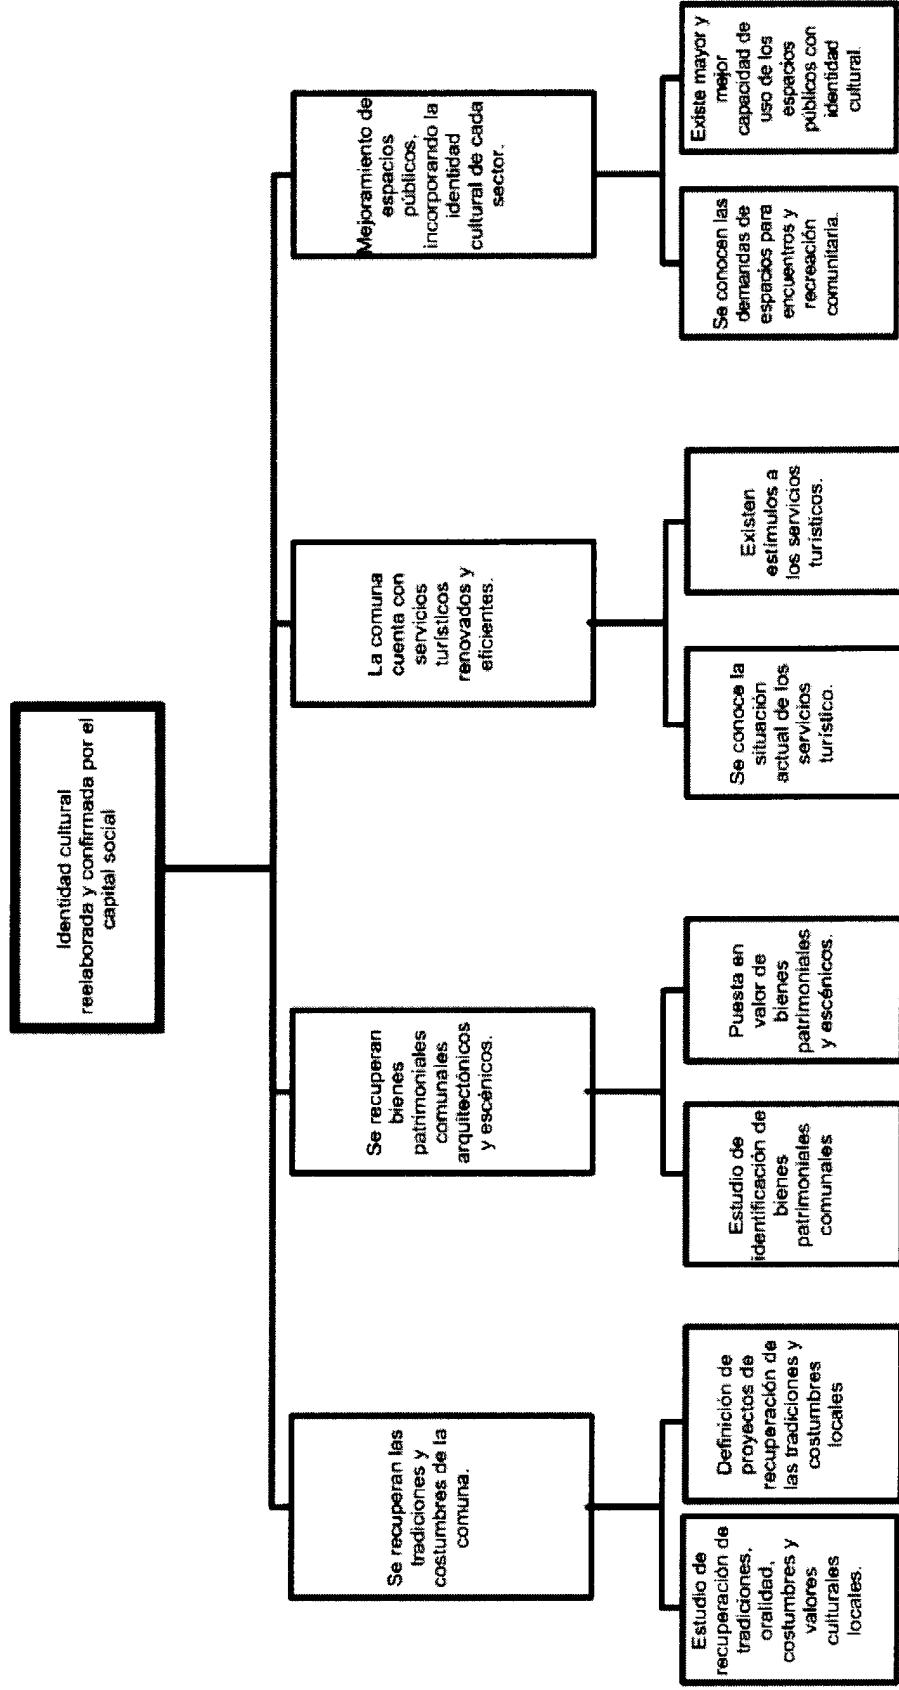 Identidad cultural
reelaborada y confirmada por el
capital social
Se recuperan las
tradiciones y
costumbres de la
comuna.
Se recuperan
bienes
patrimoniales
comunales
arquitectónicos
y escénicos.
La comuna
cuenta con
servicios
turísticos
renovados y
eficientes.
Mejoramiento de
espacios
públicos,
incorporando la
identidad
cultural de cada
sector.
Estudio de
recuperación de
tradiciones,
oralidad,
costumbres y
valores
culturales
locales.
Definición de
proyectos de
recuperación de
las tradiciones y
costumbres
locales
Estudio de
identificación de
bienes
patrimoniales
comunales
Puesta en
valor de
bienes
patrimoniales
y escénicos.
Se conoce la
situación
actual de los
servicios
turístico.
Existen
estímulos a
los servicios
turísticos.
Se conocen las
demandas de
espacios para
encuentros y
recreación
comunitaria.
Existe mayor y
mejor
capacidad de
uso de los
espacios
públicos con
identidad
cultural.